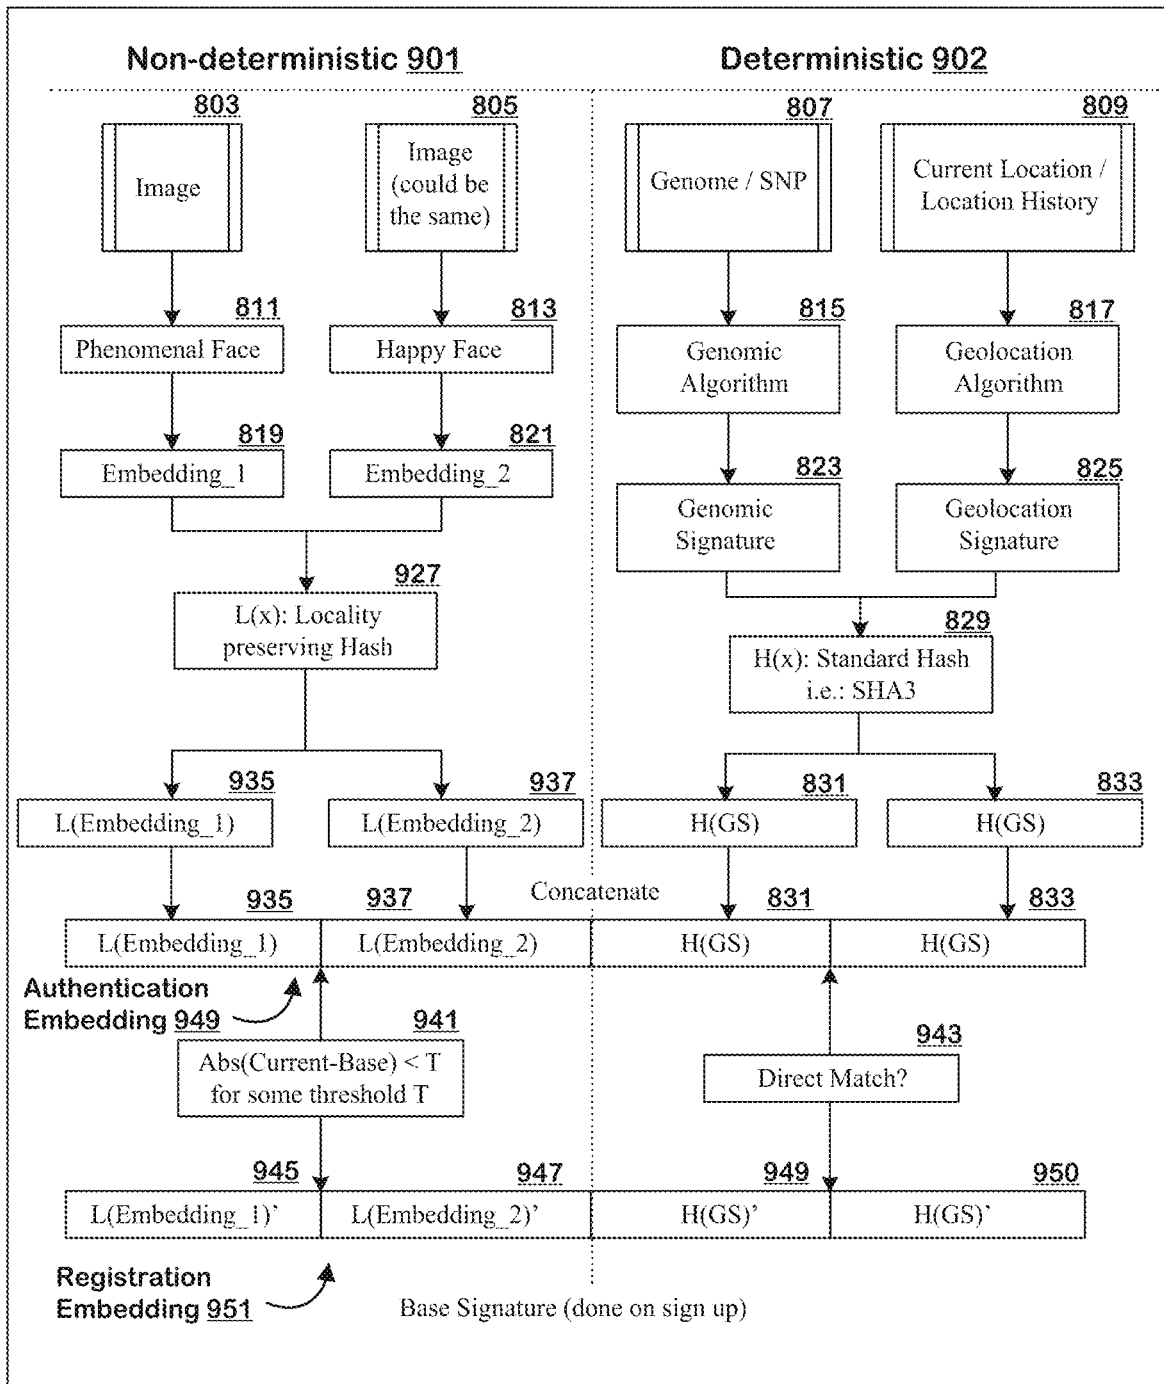 Non-deterministic 901
Deterministic 902
803
805
807
809
Image
Image
(could be
the same)
Genome / SNP
Current Location /
Location History
811
813
815
817
Phenomenal Face
Happy Face
Genomic
Algorithm
Geolocation
Algorithm
819
821
823
825
Embedding_1
Embedding_2
Genomic
Signature
Geolocation
Signature
927
829
L(x): Locality
preserving Hash
H(x): Standard Hash
i.e.: SHA3
935
937
831
833
L(Embedding_1)
L(Embedding_2)
H(GS)
H(GS)
Concatenate
935
937
831
833
L(Embedding_1)
L(Embedding_2)
H(GS)
H(GS)
Authentication
Embedding 949
941
943
Abs(Current-Base) < T
for some threshold T
Direct Match?
945
947
949
950
L(Embedding_1)’
L(Embedding_2)’
H(GS)’
H(GS)’
Registration
Embedding 951
Base Signature (done on sign up)